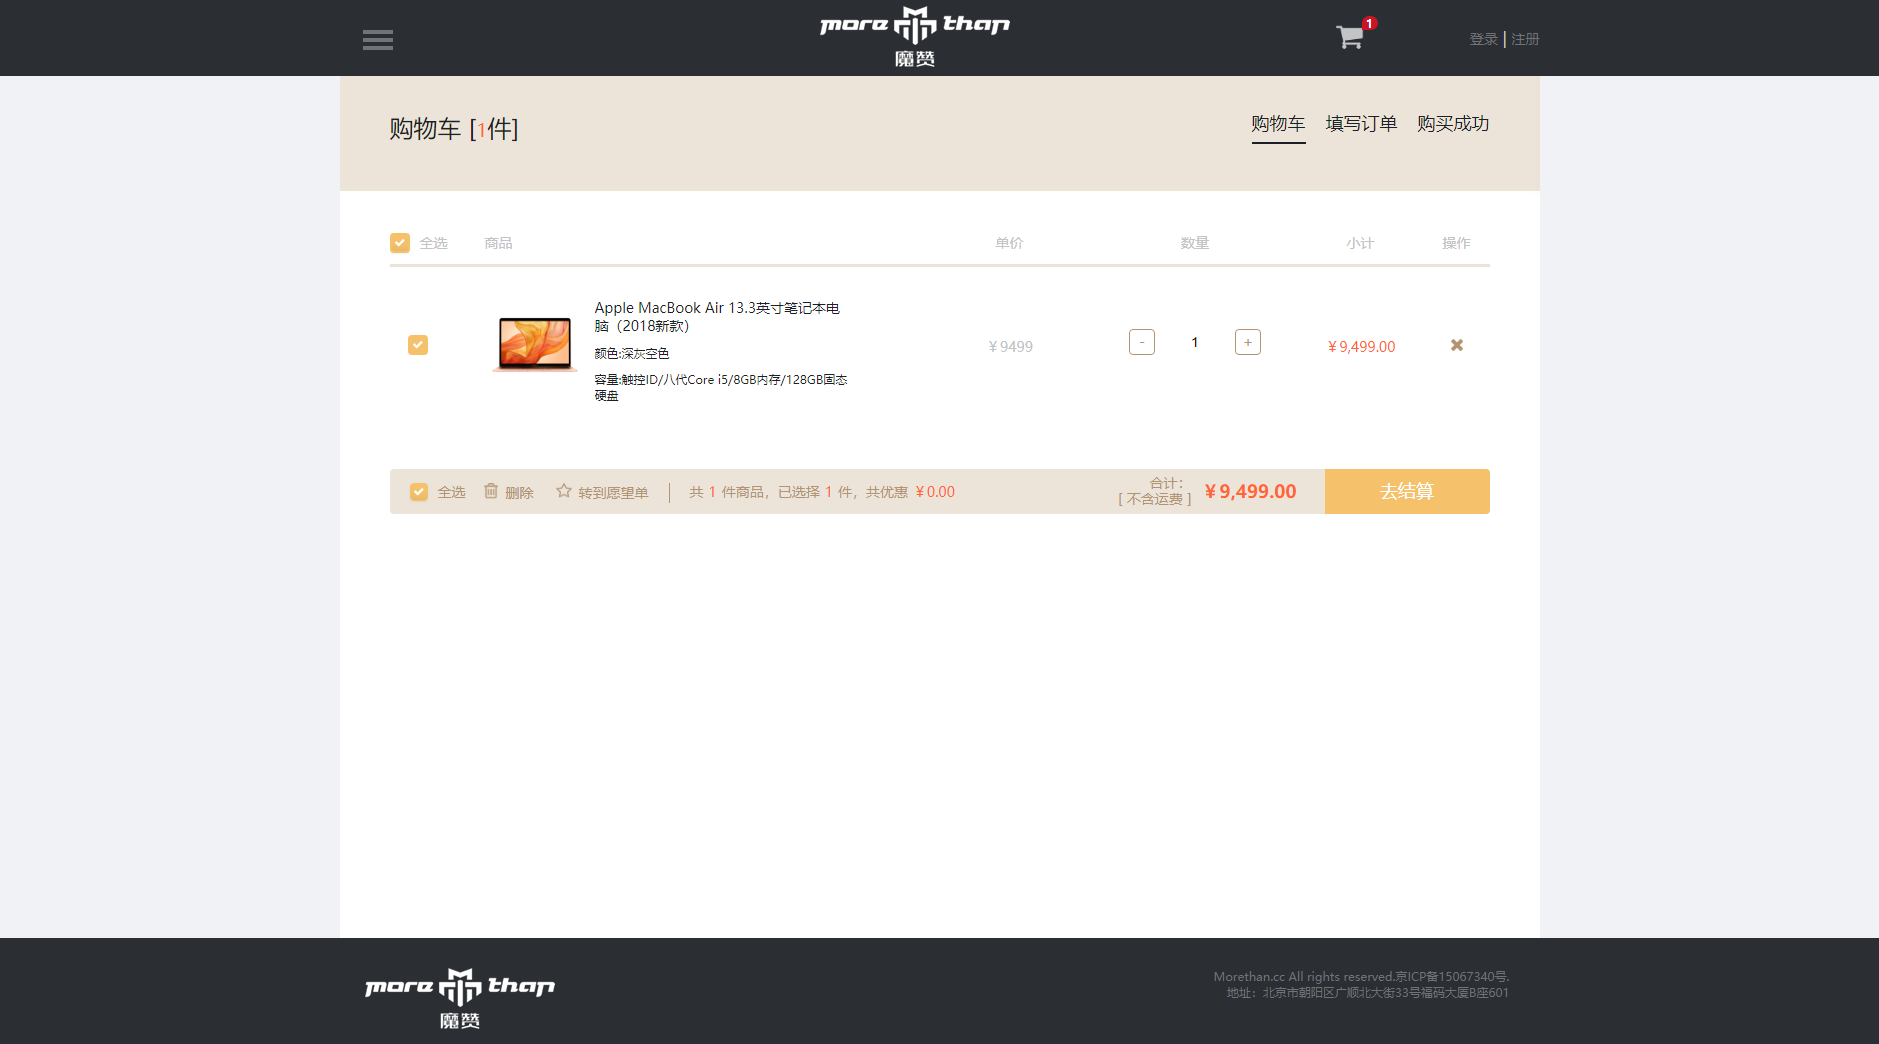 more than
魔赞
1
登录 | 注册
购物车 [1件]
购物车 填写订单 购买成功
全选 商品 单价 数量 小计 操作
Apple MacBook Air 13.3英寸笔记本电
脑（2018新款）
颜色:深灰空色
容量:触控ID/八代Core i5/8GB内存/128GB固态
硬盘
¥9499
- 1 +
¥9,499.00
全选 删除 转到愿望单 共 1 件商品，已选择 1 件，共优惠 ¥0.00
合计：
[ 不含运费 ]
¥9,499.00
去结算
more than
魔赞
Morethan.cc All rights reserved.京ICP备15067340号.
地址：北京市朝阳区广顺北大街33号福码大厦B座601